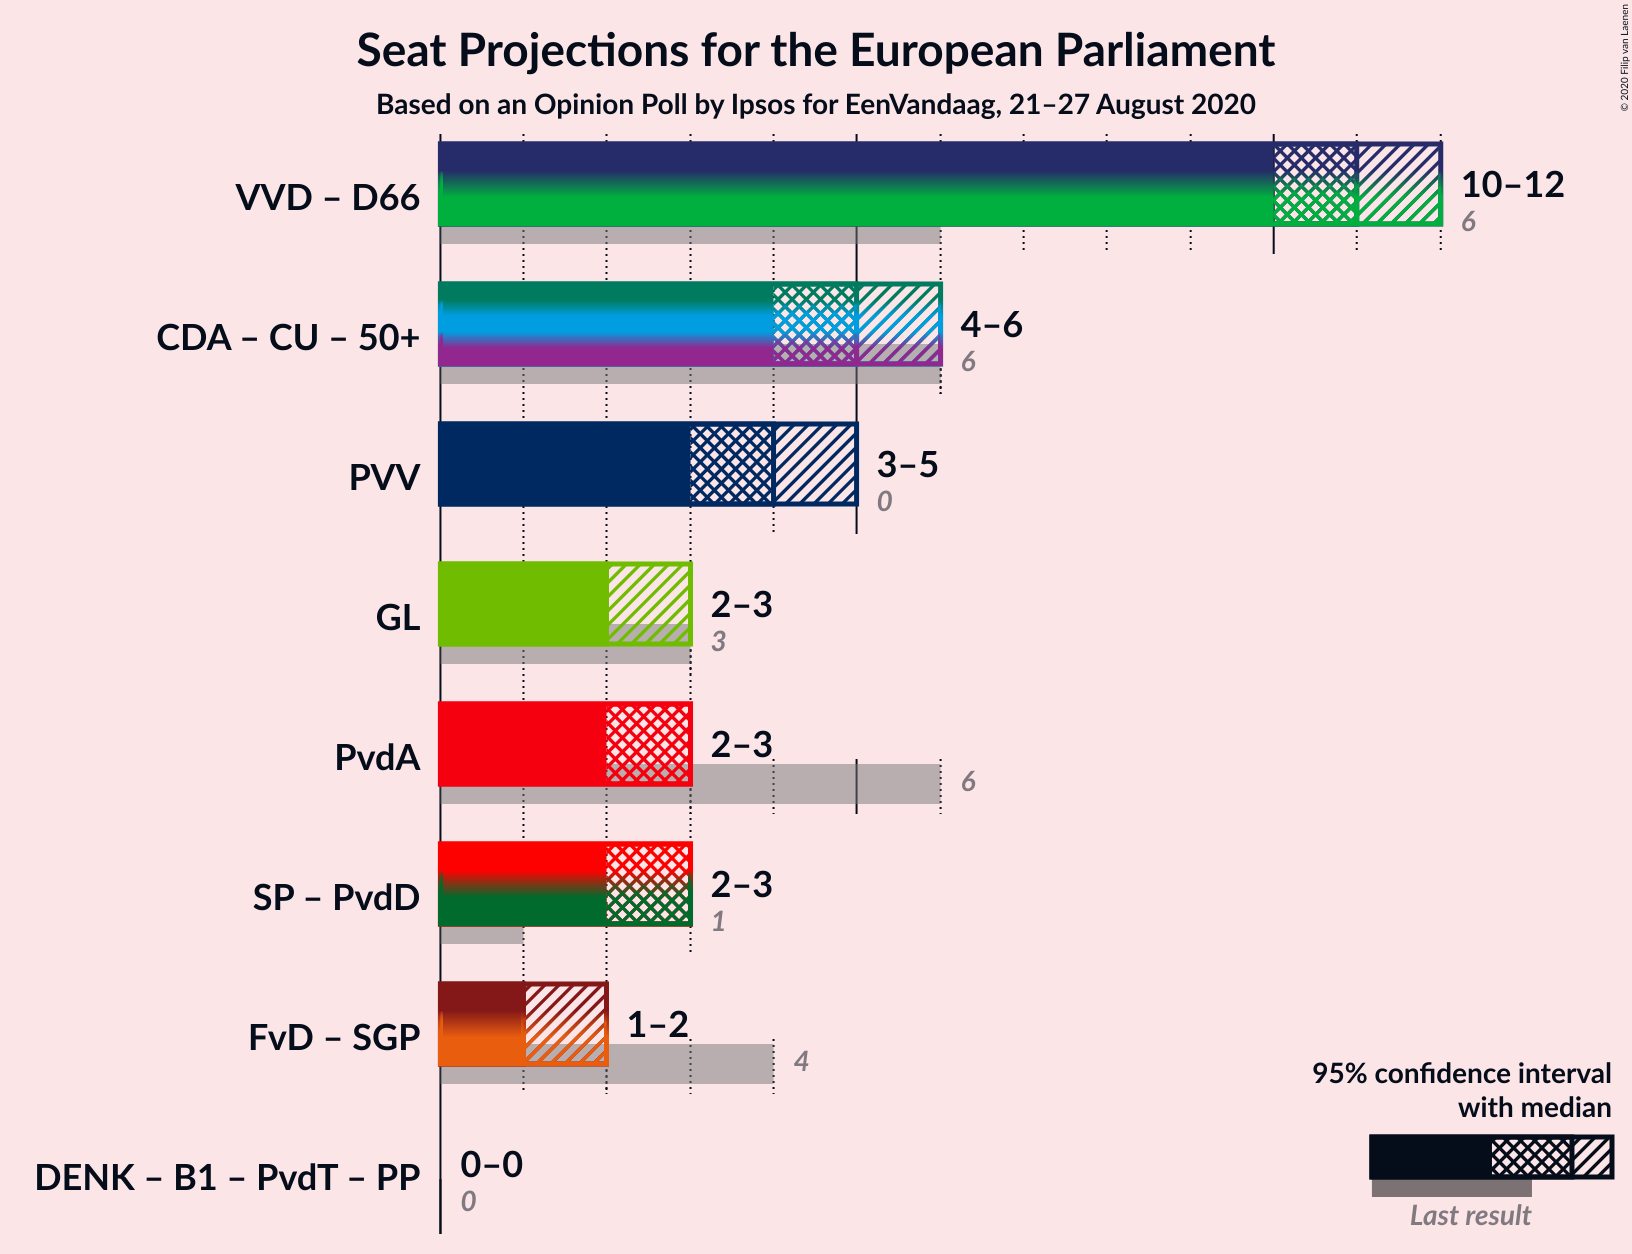 Seat Projections for the European Parliament
Based on an Opinion Poll by Ipsos for EenVandaag, 21–27 August 2020
© 2020 Filip van Laenen
VVD – D66
10–12
6
CDA – CU – 50+
4–6
6
PVV
3–5
0
GL
2–3
3
PvdA
2–3
6
SP – PvdD
2–3
1
FvD – SGP
1–2
4
DENK – B1 – PvdT – PP
0–0
0
95% confidence interval
with median
Last result